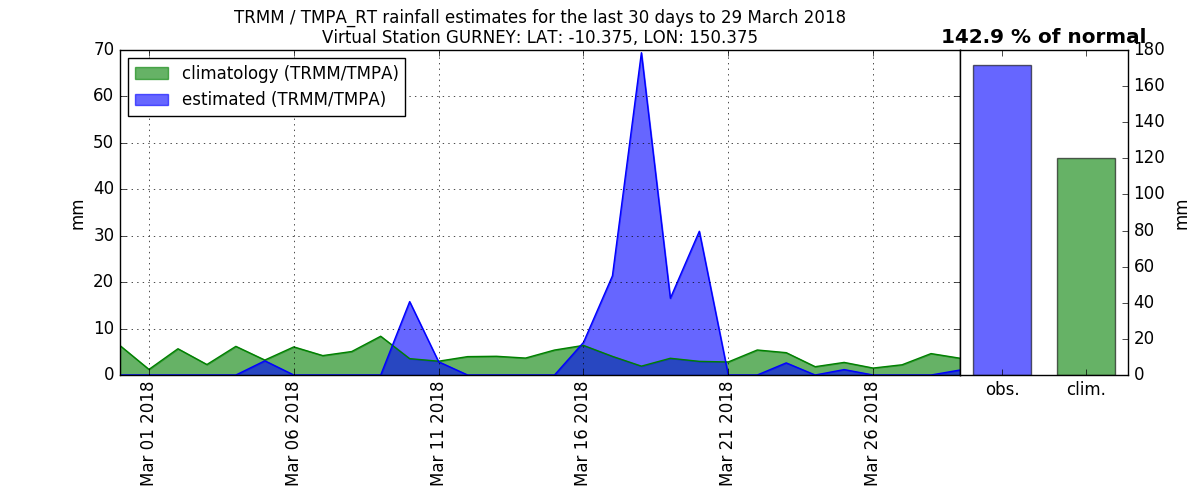 TRMM / TMPA_RT rainfall estimates for the last 30 days to 29 March 2018
Virtual Station GURNEY: LAT: -10.375, LON: 150.375
142.9 % of normal
climatology (TRMM/TMPA)
estimated (TRMM/TMPA)
70
60
50
40
30
20
10
0
mm
Mar 01 2018
Mar 06 2018
Mar 11 2018
Mar 16 2018
Mar 21 2018
Mar 26 2018
180
160
140
120
100
80
60
40
20
0
mm
obs.
clim.